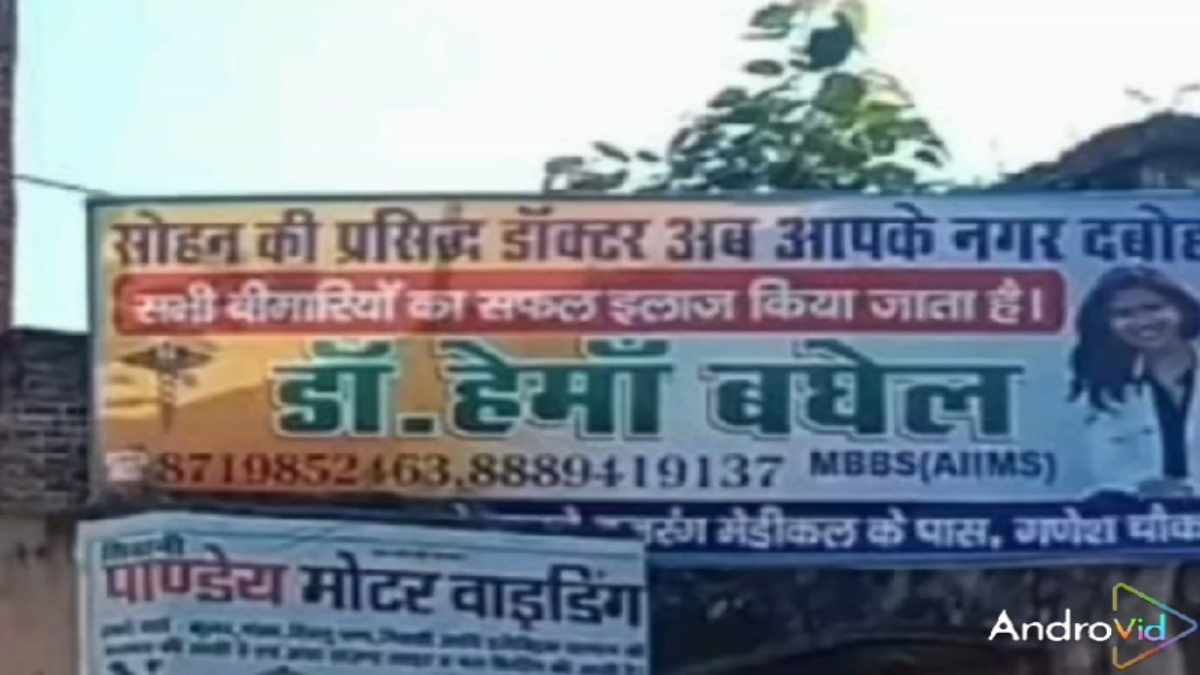 सोहन की प्रसिद्ध डॉक्टर अब आपके नगर दबोह
सभी बीमारियों का सफल इलाज किया जाता है।
डॉ. हेमाँ बघेल
8719852463,8889419137 MBBS(AIIMS)
मेडीकल के पास, गणेश चौक
पाण्डेय मोटर वाइडिंग
AndroVid